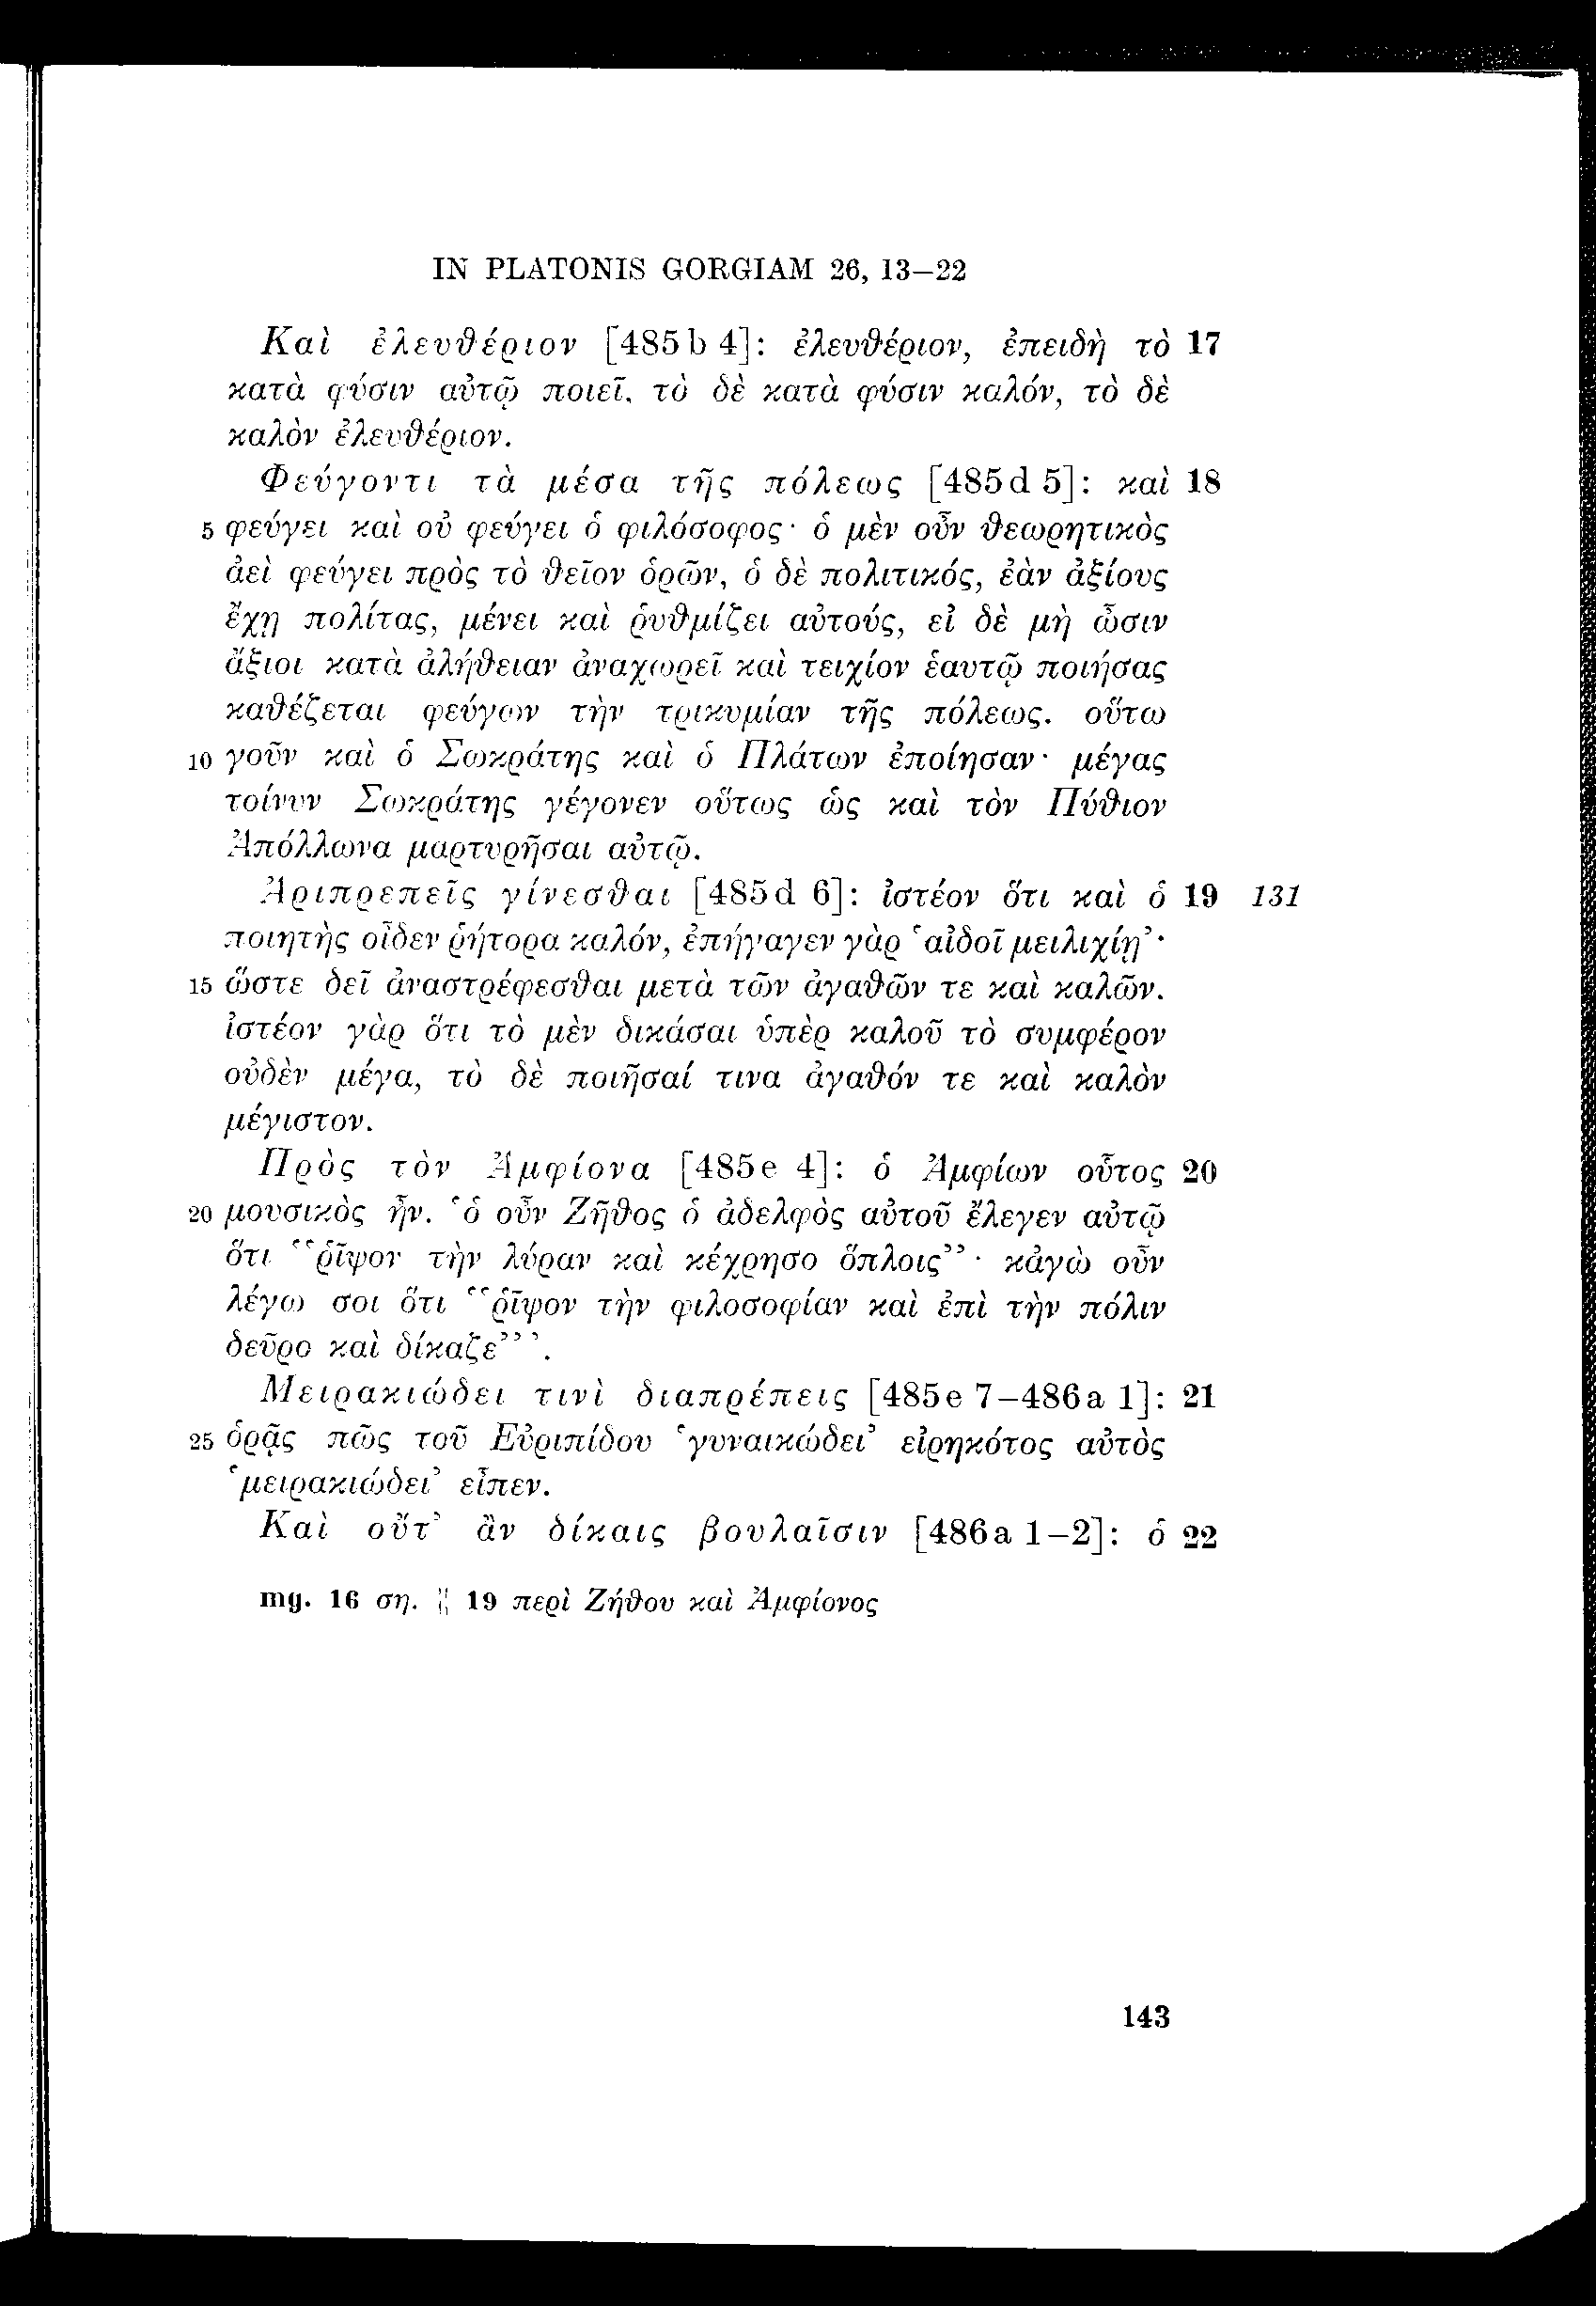 IN PLATONIS GORGIAM 26, 13–22
Καὶ ἐλευθέριον [485b 4]: ἐλευθέριον, ἐπειδὴ τὸ 17
κατὰ φύσιν αὐτῷ ποιεῖ, τὸ δὲ κατὰ φύσιν καλόν, τὸ δὲ
καλὸν ἐλευθέριον.
Φεύγοντι τὰ μέσα τῆς πόλεως [485d 5]: καὶ 18
5 φεύγει καὶ οὐ φεύγει ὁ φιλόσοφος· ὁ μὲν οὖν θεωρητικὸς
ἀεὶ φεύγει πρὸς τὸ θεῖον ὁρῶν, ὁ δὲ πολιτικός, ἐὰν ἀξίους
ἔχῃ πολίτας, μένει καὶ ῥυθμίζει αὐτούς, εἰ δὲ μὴ ὦσιν
ἄξιοι κατὰ ἀλήθειαν ἀναχωρεῖ καὶ τειχίον ἑαυτῷ ποιήσας
καθέζεται φεύγων τὴν τρικυμίαν τῆς πόλεως. οὕτω
10 γοῦν καὶ ὁ Σωκράτης καὶ ὁ Πλάτων ἐποίησαν· μέγας
τοίνυν Σωκράτης γέγονεν οὕτως ὡς καὶ τὸν Πύθιον
Ἀπόλλωνα μαρτυρῆσαι αὐτῷ.
Ἀριπρεπεῖς γίνεσθαι [485d 6]: ἰστέον ὅτι καὶ ὁ 19 131
ποιητὴς οἶδεν ῥήτορα καλόν, ἐπήγαγεν γὰρ ‘αἰδοῖ μειλιχίῃ’·
15 ὥστε δεῖ ἀναστρέφεσθαι μετὰ τῶν ἀγαθῶν τε καὶ καλῶν.
ἰστέον γὰρ ὅτι τὸ μὲν δικάσαι ὑπὲρ καλοῦ τὸ συμφέρον
οὐδὲν μέγα, τὸ δὲ ποιῆσαί τινα ἀγαθόν τε καὶ καλὸν
μέγιστον.
Πρὸς τὸν Ἀμφίονα [485e 4]: ὁ Ἀμφίων οὗτος 20
20 μουσικὸς ἦν. ‘ὁ οὖν Ζῆθος ὁ ἀδελφὸς αὐτοῦ ἔλεγεν αὐτῷ
ὅτι “ῥῖψον τὴν λύραν καὶ κέχρησο ὅπλοις”· κἀγὼ οὖν
λέγω σοι ὅτι “ῥῖψον τὴν φιλοσοφίαν καὶ ἐπὶ τὴν πόλιν
δεῦρο καὶ δίκαζε”’.
Μειρακιώδει τινὶ διαπρέπεις [485e 7–486a 1]: 21
25 ὁρᾷς πῶς τοῦ Εὐριπίδου ‘γυναικώδει’ εἰρηκότος αὐτὸς
‘μειρακιώδει’ εἶπεν.
Καὶ οὔτ’ ἂν δίκαις βουλαῖσιν [486a 1–2]: ὁ 22
mg. 16 ση. ¦¦ 19 περὶ Ζήθου καὶ Ἀμφίονος
143